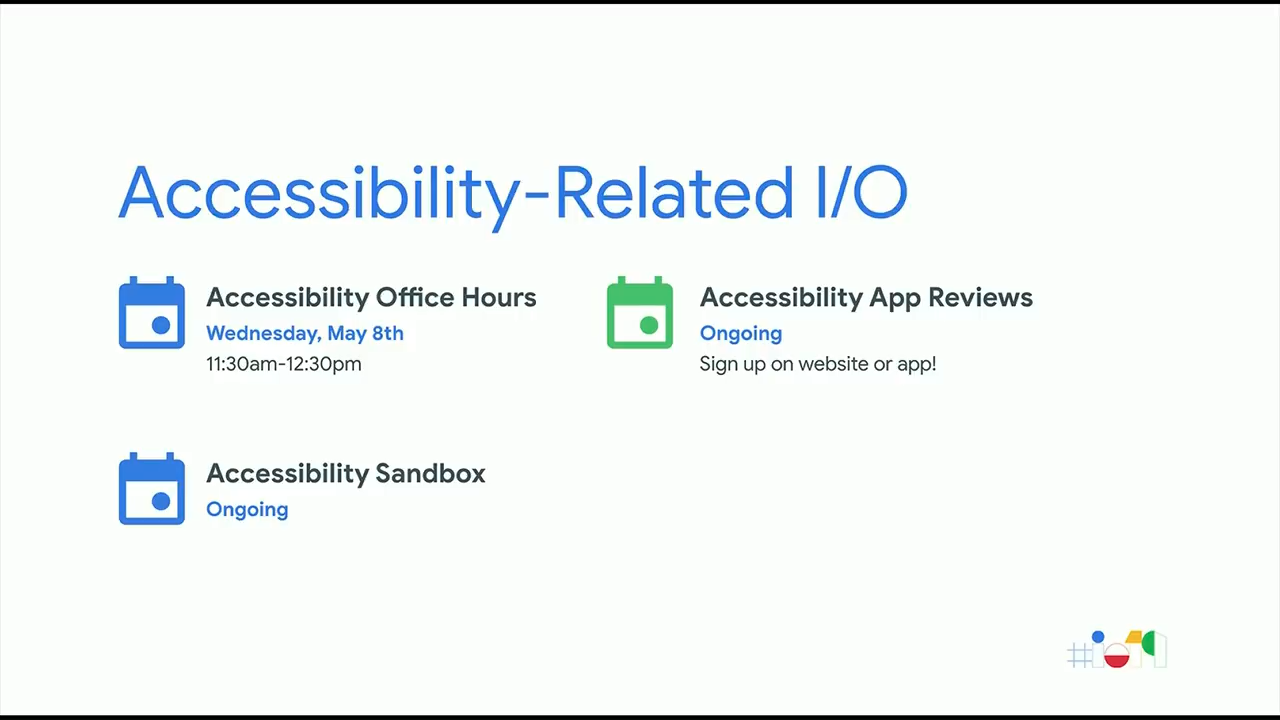 Accessibility-Related I/O
Accessibility Office Hours
Wednesday, May 8th
11:30am-12:30pm
Accessibility App Reviews
Ongoing
Sign up on website or app!
Accessibility Sandbox
Ongoing
#io19